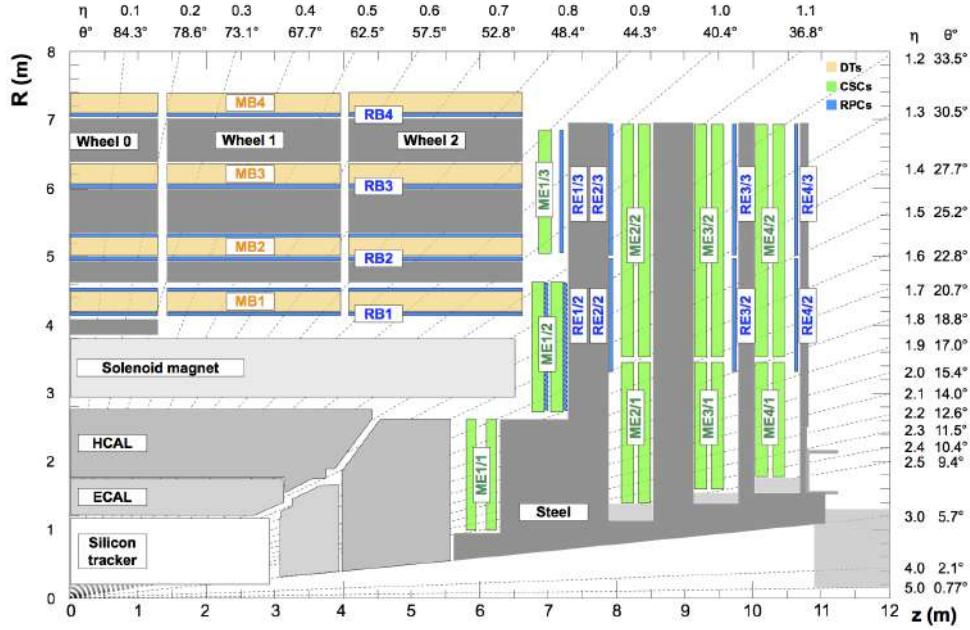 η 0.1 0.2 0.3 0.4 0.5 0.6 0.7 0.8 0.9 1.0 1.1
θ° 84.3° 78.6° 73.1° 67.7° 62.5° 57.5° 52.8° 48.4° 44.3° 40.4° 36.8° η θ°
R (m)
8
7
6
5
4
3
2
1
0
1.2 33.5°
1.3 30.5°
1.4 27.7°
1.5 25.2°
1.6 22.8°
1.7 20.7°
1.8 18.8°
1.9 17.0°
2.0 15.4°
2.1 14.0°
2.2 12.6°
2.3 11.5°
2.4 10.4°
2.5 9.4°
3.0 5.7°
4.0 2.1°
5.0 0.77°
DTs
CSCs
RPCs
MB4
RB4
Wheel 0 Wheel 1 Wheel 2
MB3
RB3
MB2
RB2
MB1
RB1
Solenoid magnet
HCAL
ECAL
Silicon
tracker
Steel
ME1/3
ME1/2
ME1/1
RE1/3
RE2/3
RE1/2
RE2/2
ME2/2
ME2/1
ME3/2
ME3/1
RE3/3
RE3/2
ME4/2
ME4/1
RE4/3
RE4/2
0 1 2 3 4 5 6 7 8 9 10 11 12
z (m)